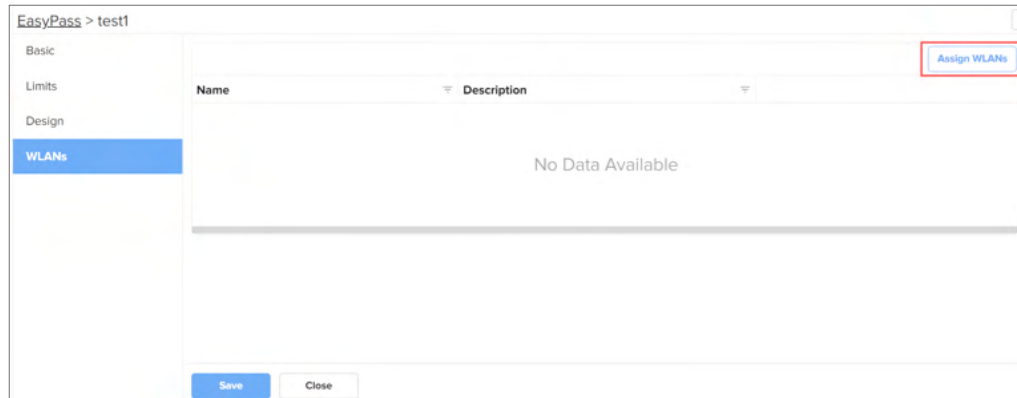 EasyPass > test1
Basic
Assign WLANs
Limits
Name Description
Design
WLANs
No Data Available
Save Close